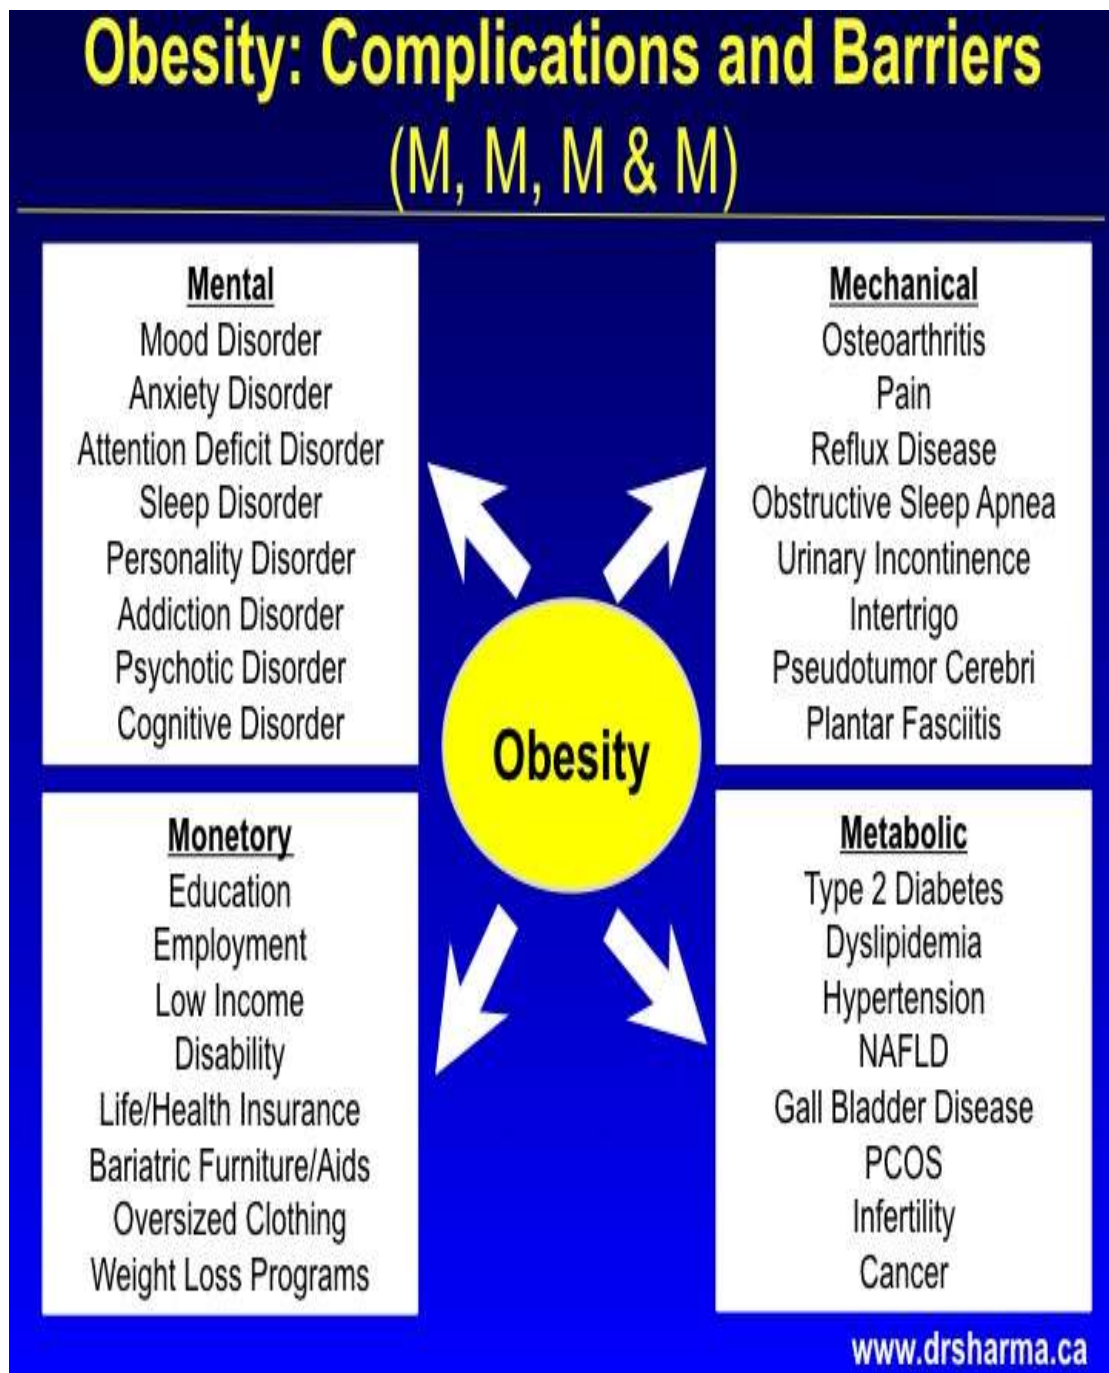 Obesity: Complications and Barriers
(M, M, M & M)
Mental
Mood Disorder
Anxiety Disorder
Attention Deficit Disorder
Sleep Disorder
Personality Disorder
Addiction Disorder
Psychotic Disorder
Cognitive Disorder
Mechanical
Osteoarthritis
Pain
Reflux Disease
Obstructive Sleep Apnea
Urinary Incontinence
Intertrigo
Pseudotumor Cerebri
Plantar Fasciitis
Obesity
Monetory
Education
Employment
Low Income
Disability
Life/Health Insurance
Bariatric Furniture/Aids
Oversized Clothing
Weight Loss Programs
Metabolic
Type 2 Diabetes
Dyslipidemia
Hypertension
NAFLD
Gall Bladder Disease
PCOS
Infertility
Cancer
www.drsharma.ca